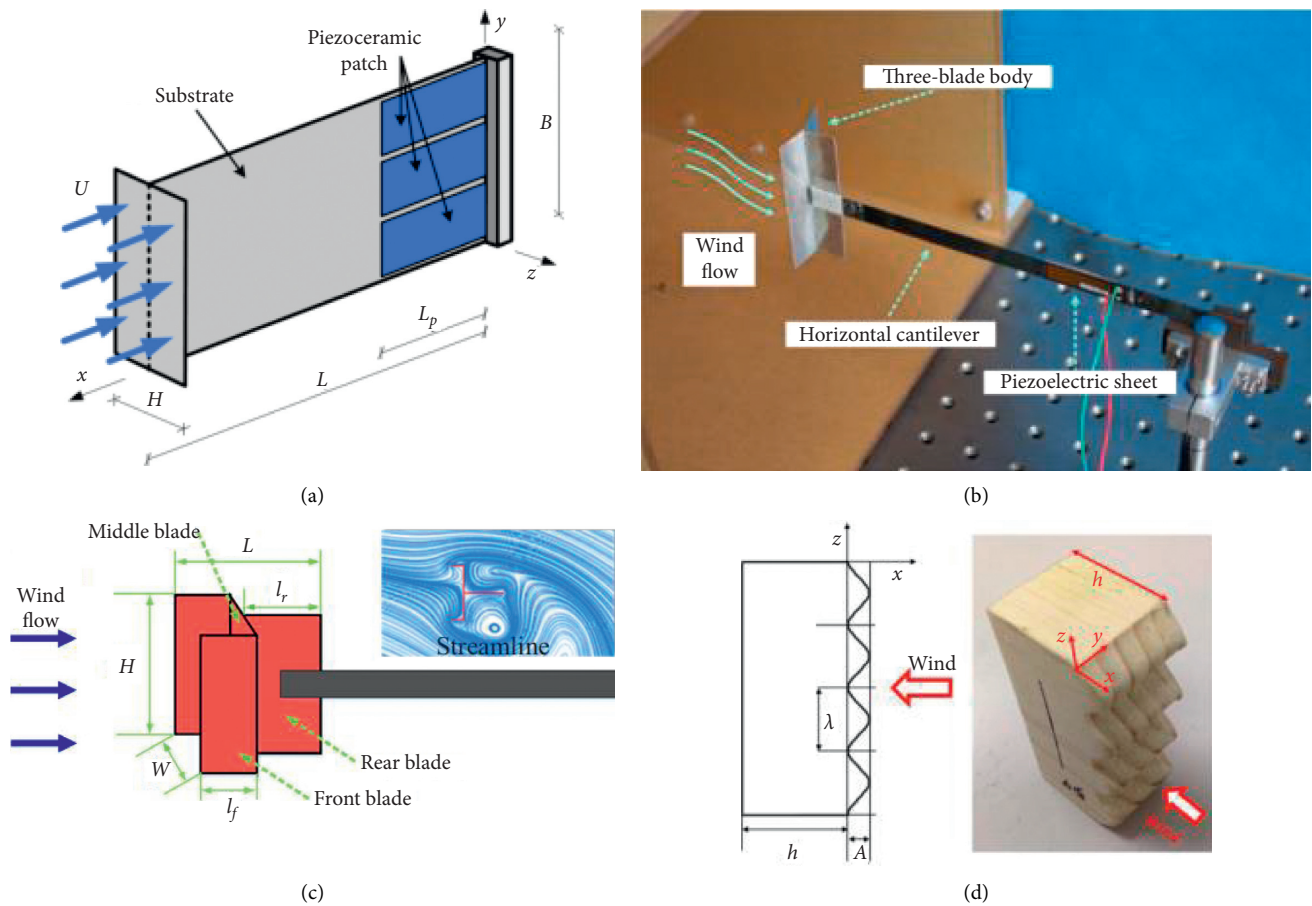 y
Piezoceramic
patch
Substrate
B
U
z
L_p
L
x
H
(a)
Three-blade body
Wind
flow
Horizontal cantilever
Piezoelectric sheet
(b)
Middle blade
L
l_r
Wind
flow
H
Streamline
W
Rear blade
Front blade
l_f
(c)
z
x
Wind
λ
h
A
h
z
y
x
(d)